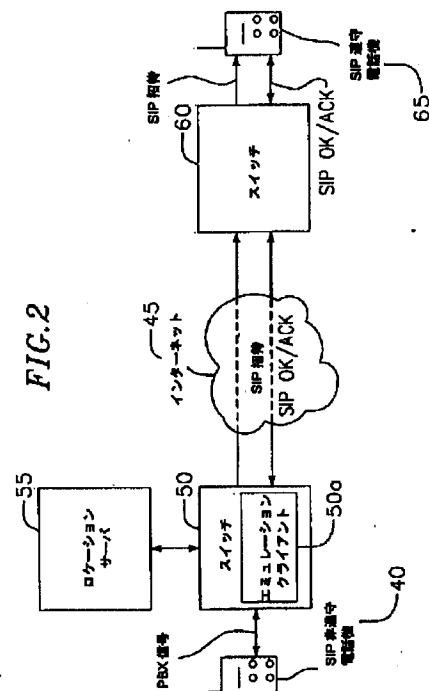 FIG.2
55
ロケーション
サーバ
50
スイッチ
エミュレーション
クライアント
50a
PBX 信号
SIP 非遵守
電話機
40
インターネット
45
SIP 招待
SIP OK/ACK
60
スイッチ
SIP 招待
SIP OK/ACK
SIP 遵守
電話機
65